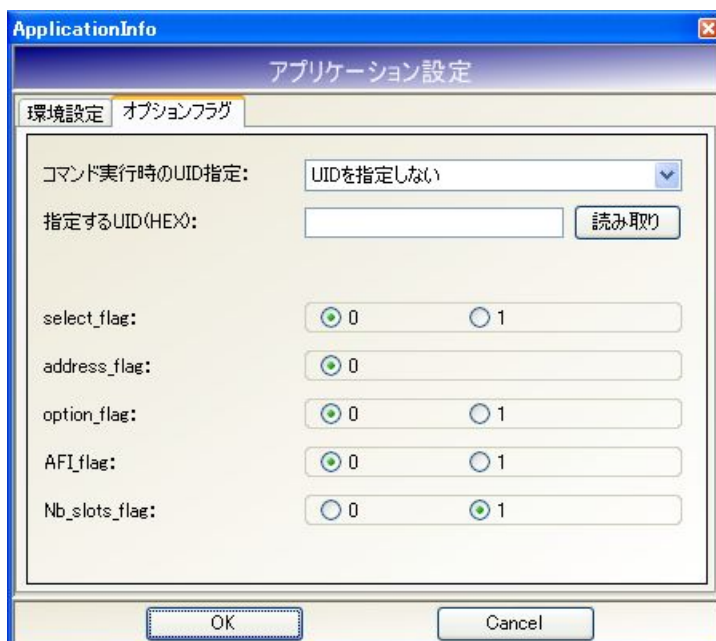 ApplicationInfo
アプリケーション設定
環境設定 オプションフラグ
コマンド実行時のUID指定: UIDを指定しない
指定するUID(HEX): 読み取り
select_flag: 0 1
address_flag: 0
option_flag: 0 1
AFI_flag: 0 1
Nb_slots_flag: 0 1
OK Cancel